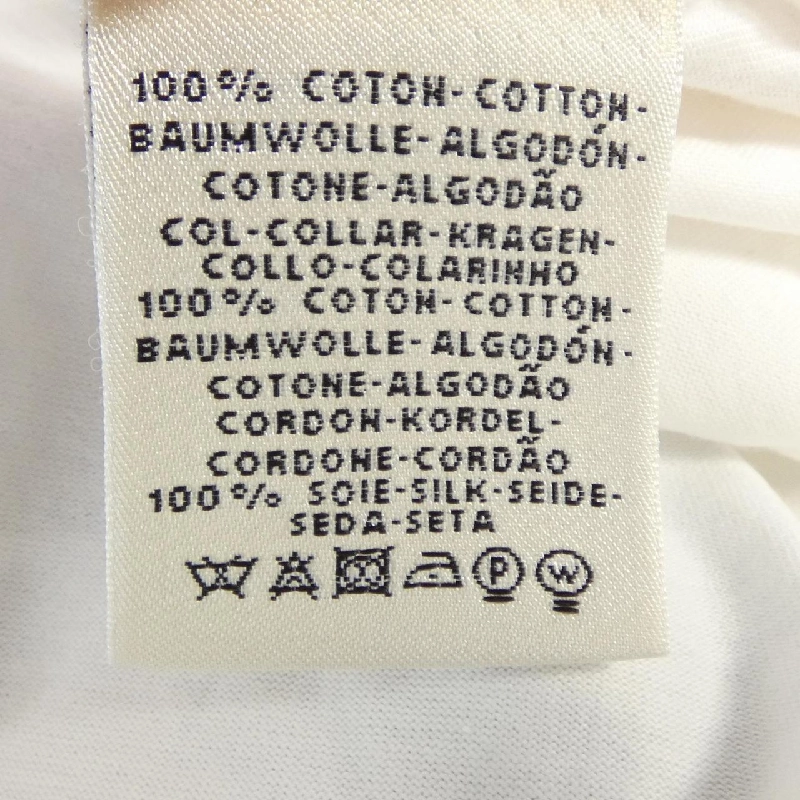 100% COTON-COTTON-
BAUMWOLLE-ALGODÓN-
COTONE-ALGODÃO
COL-COLLAR-KRAGEN-
COLLO-COLARINHO
100% COTON-COTTON-
BAUMWOLLE-ALGODÓN-
COTONE-ALGODÃO
CORDON-KORDEL-
CORDONE-CORDÃO
100% SOIE-SILK-SEIDE-
SEDA-SETA
P W